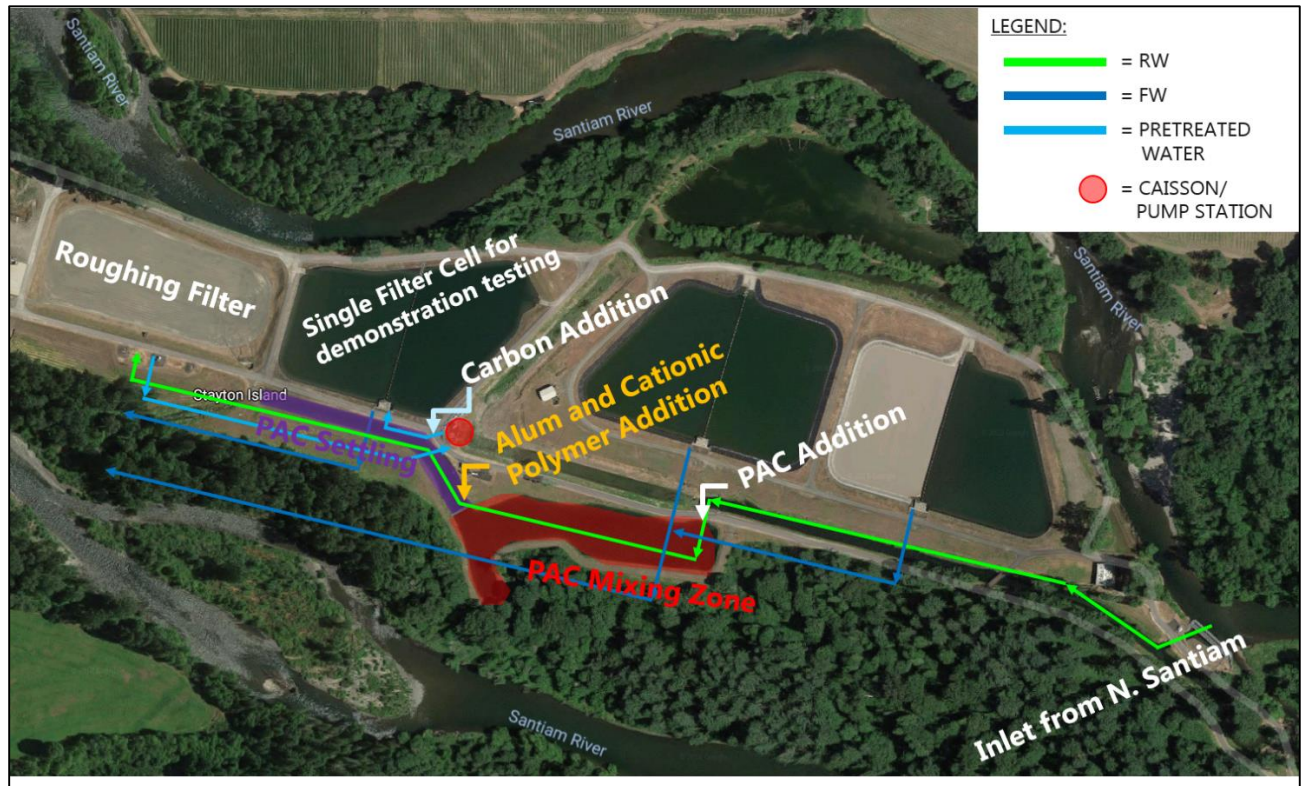 LEGEND:
= RW
= FW
= PRETREATED
WATER
= CAISSON/
PUMP STATION
Santiam River
Santiam River
Santiam River
Roughing Filter
Single Filter Cell for
demonstration testing
Carbon Addition
Alum and Cationic
Polymer Addition
PAC Addition
Stayton Island
PAC Settling
PAC Mixing Zone
Inlet from N. Santiam
Santiam River